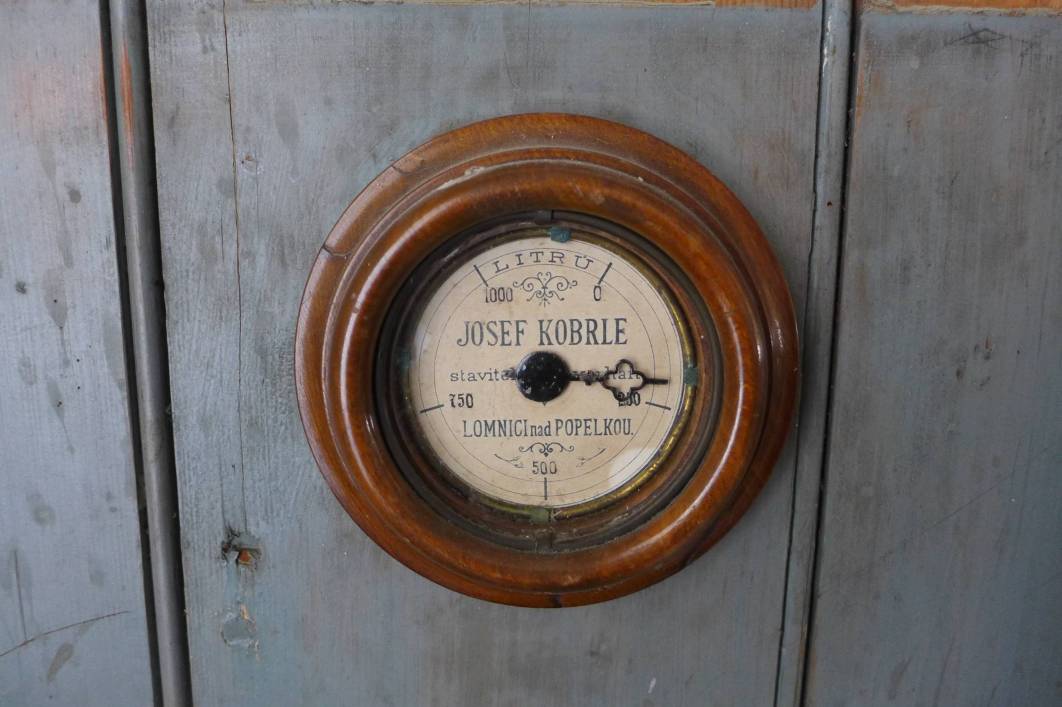 LITRŮ
1000 0
JOSEF KOBRLE
750 250
LOMNICI nad POPELKOU.
500